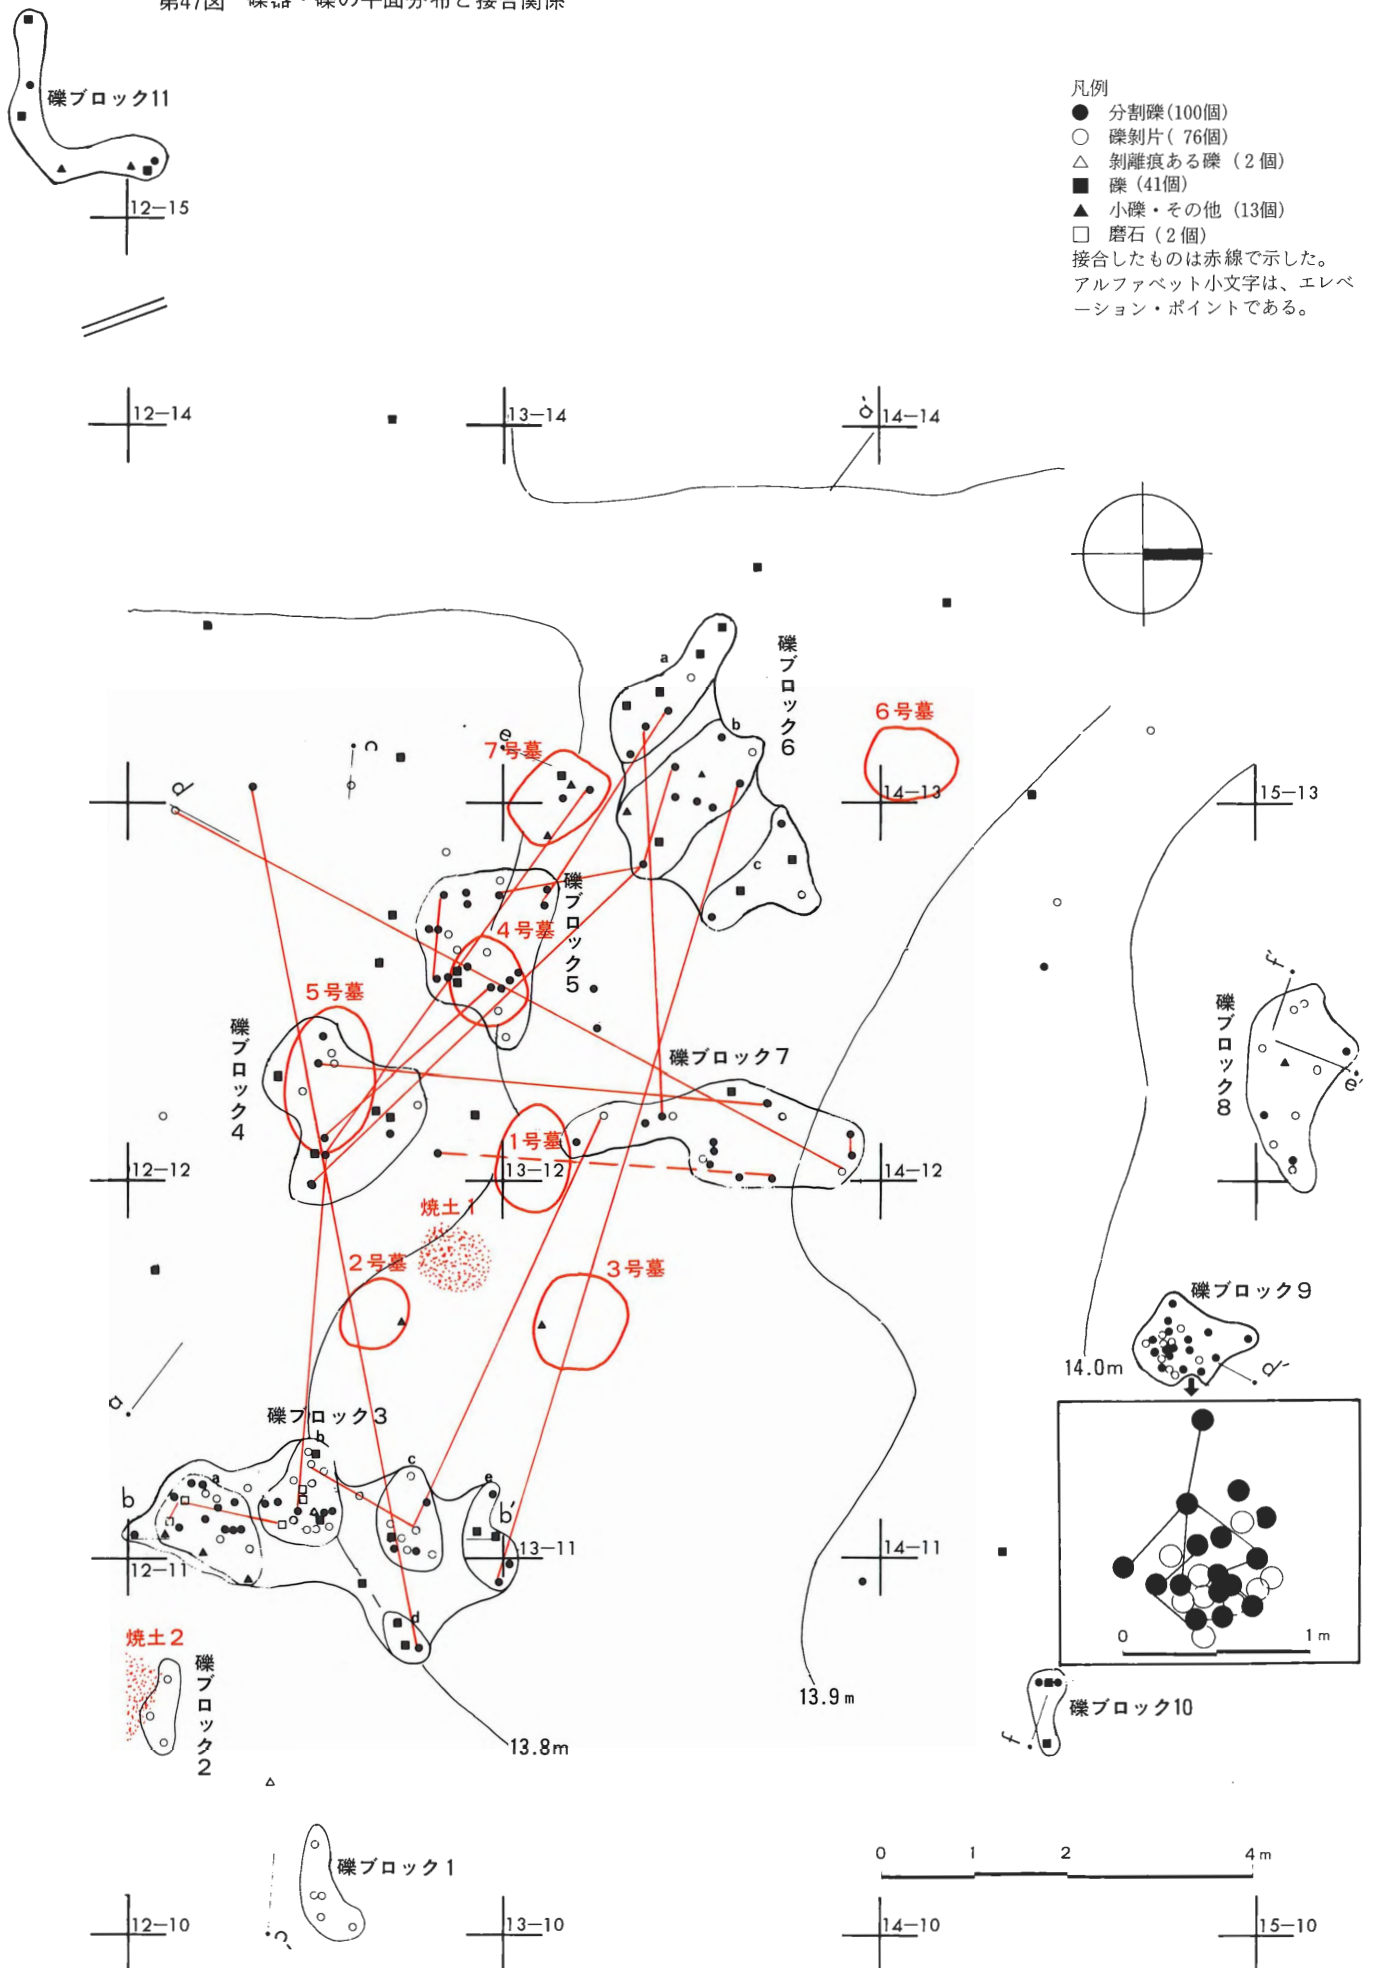 第47図 礫器・礫の平面分布と接合関係
礫ブロック11
凡例
● 分割礫(100個)
○ 礫剝片( 76個)
△ 剝離痕ある礫(2個)
■ 礫(41個)
▲ 小礫・その他(13個)
□ 磨石(2個)
接合したものは赤線で示した。
アルファベット小文字は、エレベ
ーション・ポイントである。
12-15
12-14
13-14
a'
14-14
礫ブロック6
a
b
c
6号墓
7号墓
e
c
d
14-13
15-13
礫ブロック5
4号墓
5号墓
礫ブロック4
礫ブロック7
礫ブロック8
f'
e'
1号墓
12-12
13-12
14-12
焼土1
2号墓
3号墓
礫ブロック9
d'
14.0m
a
礫ブロック3
b
a
b
c
e
b'
d
12-11
13-11
14-11
0
1m
焼土2
礫ブロック2
13.9m
13.8m
礫ブロック10
f
礫ブロック1
c'
0
1
2
4m
12-10
13-10
14-10
15-10